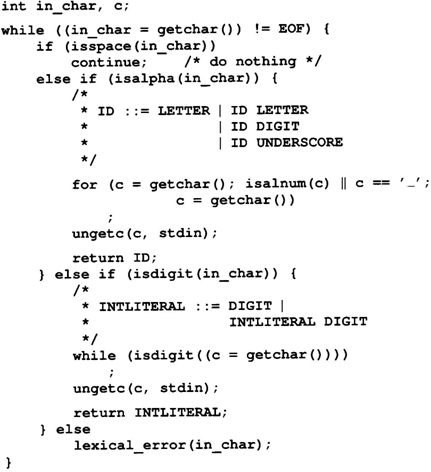 int in_char, c;
while ((in_char = getchar()) != EOF) {
    if (isspace(in_char))
        continue;     /* do nothing */
    else if (isalpha(in_char)) {
        /*
         * ID ::= LETTER | ID LETTER
         *               | ID DIGIT
         *               | ID UNDERSCORE
         */
        for (c = getchar(); isalnum(c) || c == '_';
                     c = getchar())
            ;
        ungetc(c, stdin);
        return ID;
    } else if (isdigit(in_char)) {
        /*
         * INTLITERAL ::= DIGIT |
         *                INTLITERAL DIGIT
         */
        while (isdigit((c = getchar())))
            ;
        ungetc(c, stdin);
        return INTLITERAL;
    } else
        lexical_error(in_char);
}